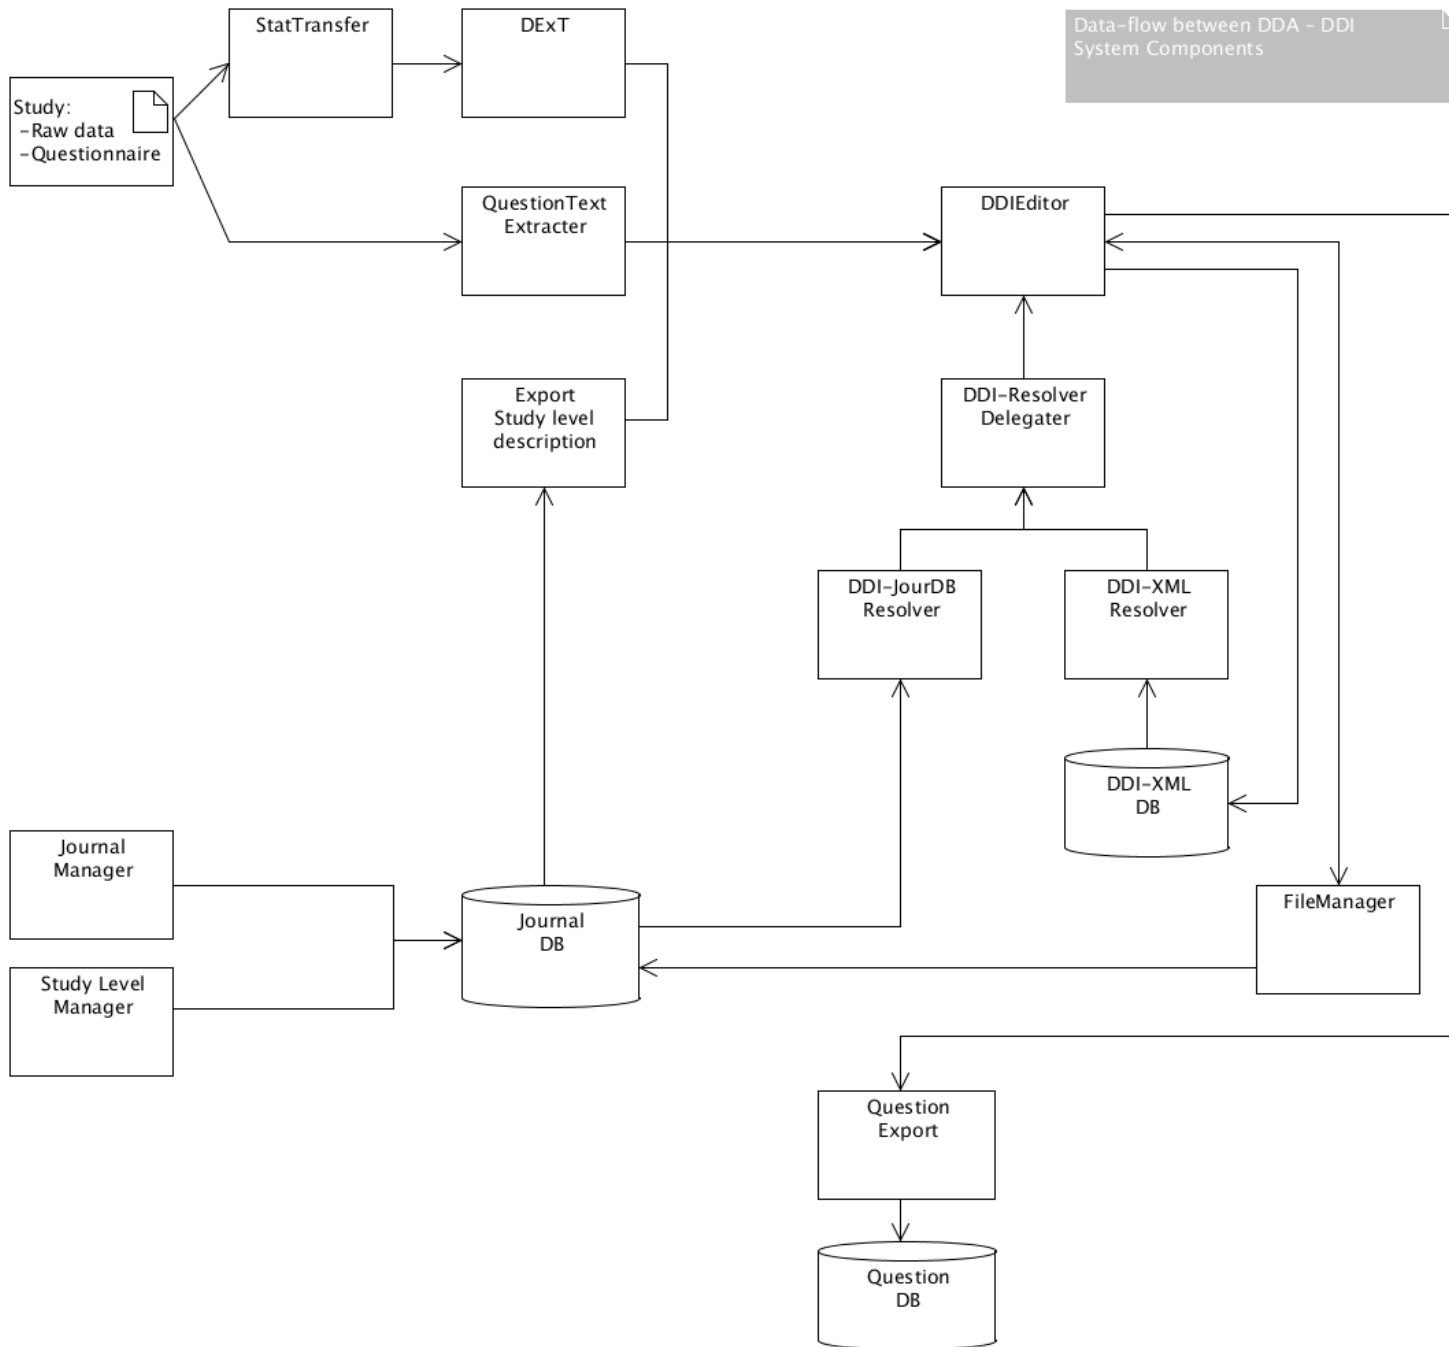 StatTransfer
DExT
Data-flow between DDA - DDI
System Components
Study:
-Raw data
-Questionnaire
QuestionText
Extracter
DDIEditor
Export
Study level
description
DDI-Resolver
Delegater
DDI-JourDB
Resolver
DDI-XML
Resolver
DDI-XML
DB
Journal
Manager
Journal
DB
FileManager
Study Level
Manager
Question
Export
Question
DB